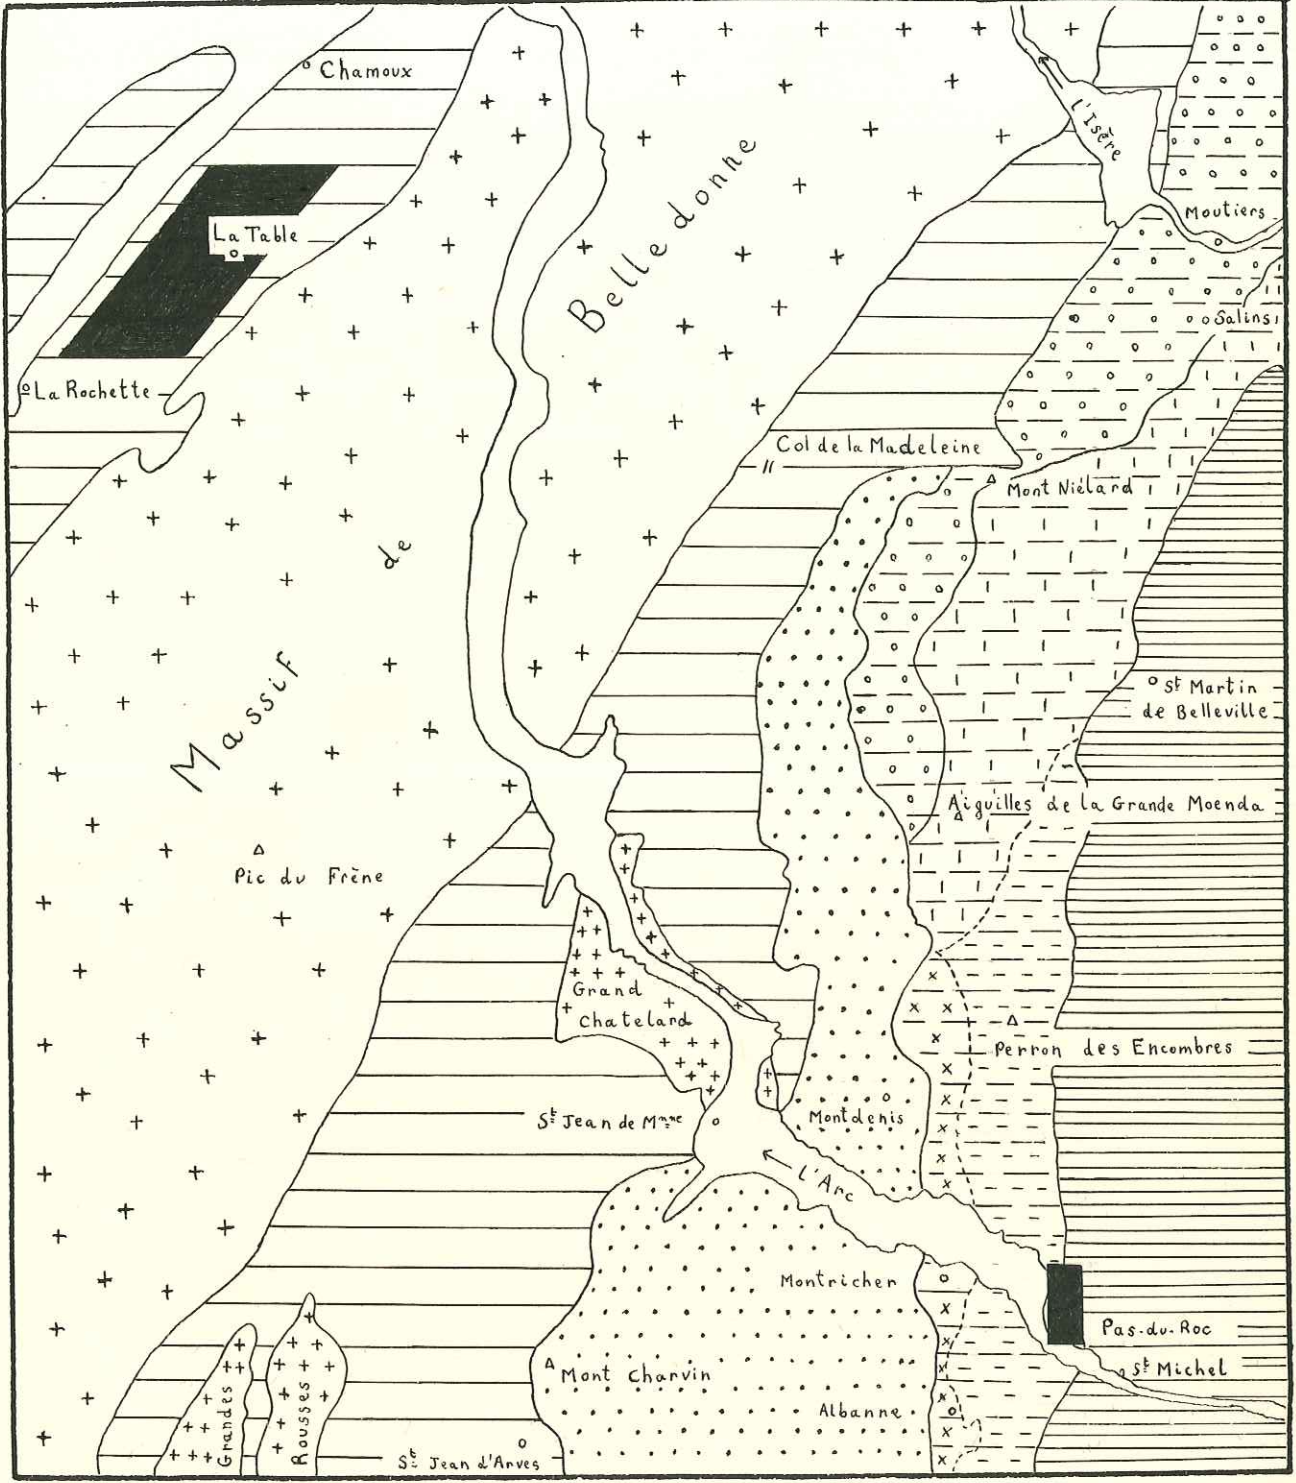 Chamoux
L'Isère
Moutiers
La Table
Belledonne
Salins
La Rochette
Col de la Madeleine
Mont Niélard
de
Massif
St Martin
de Belleville
Aiguilles de la Grande Moenda
Pic du Frêne
Grand
Chatelard
Perron des Encombres
St Jean de Mnne
Montdenis
L'Arc
Montricher
Pas-du-Roc
St Michel
Mont Charvin
Albanne
Grandes
Rousses
St Jean d'Arves